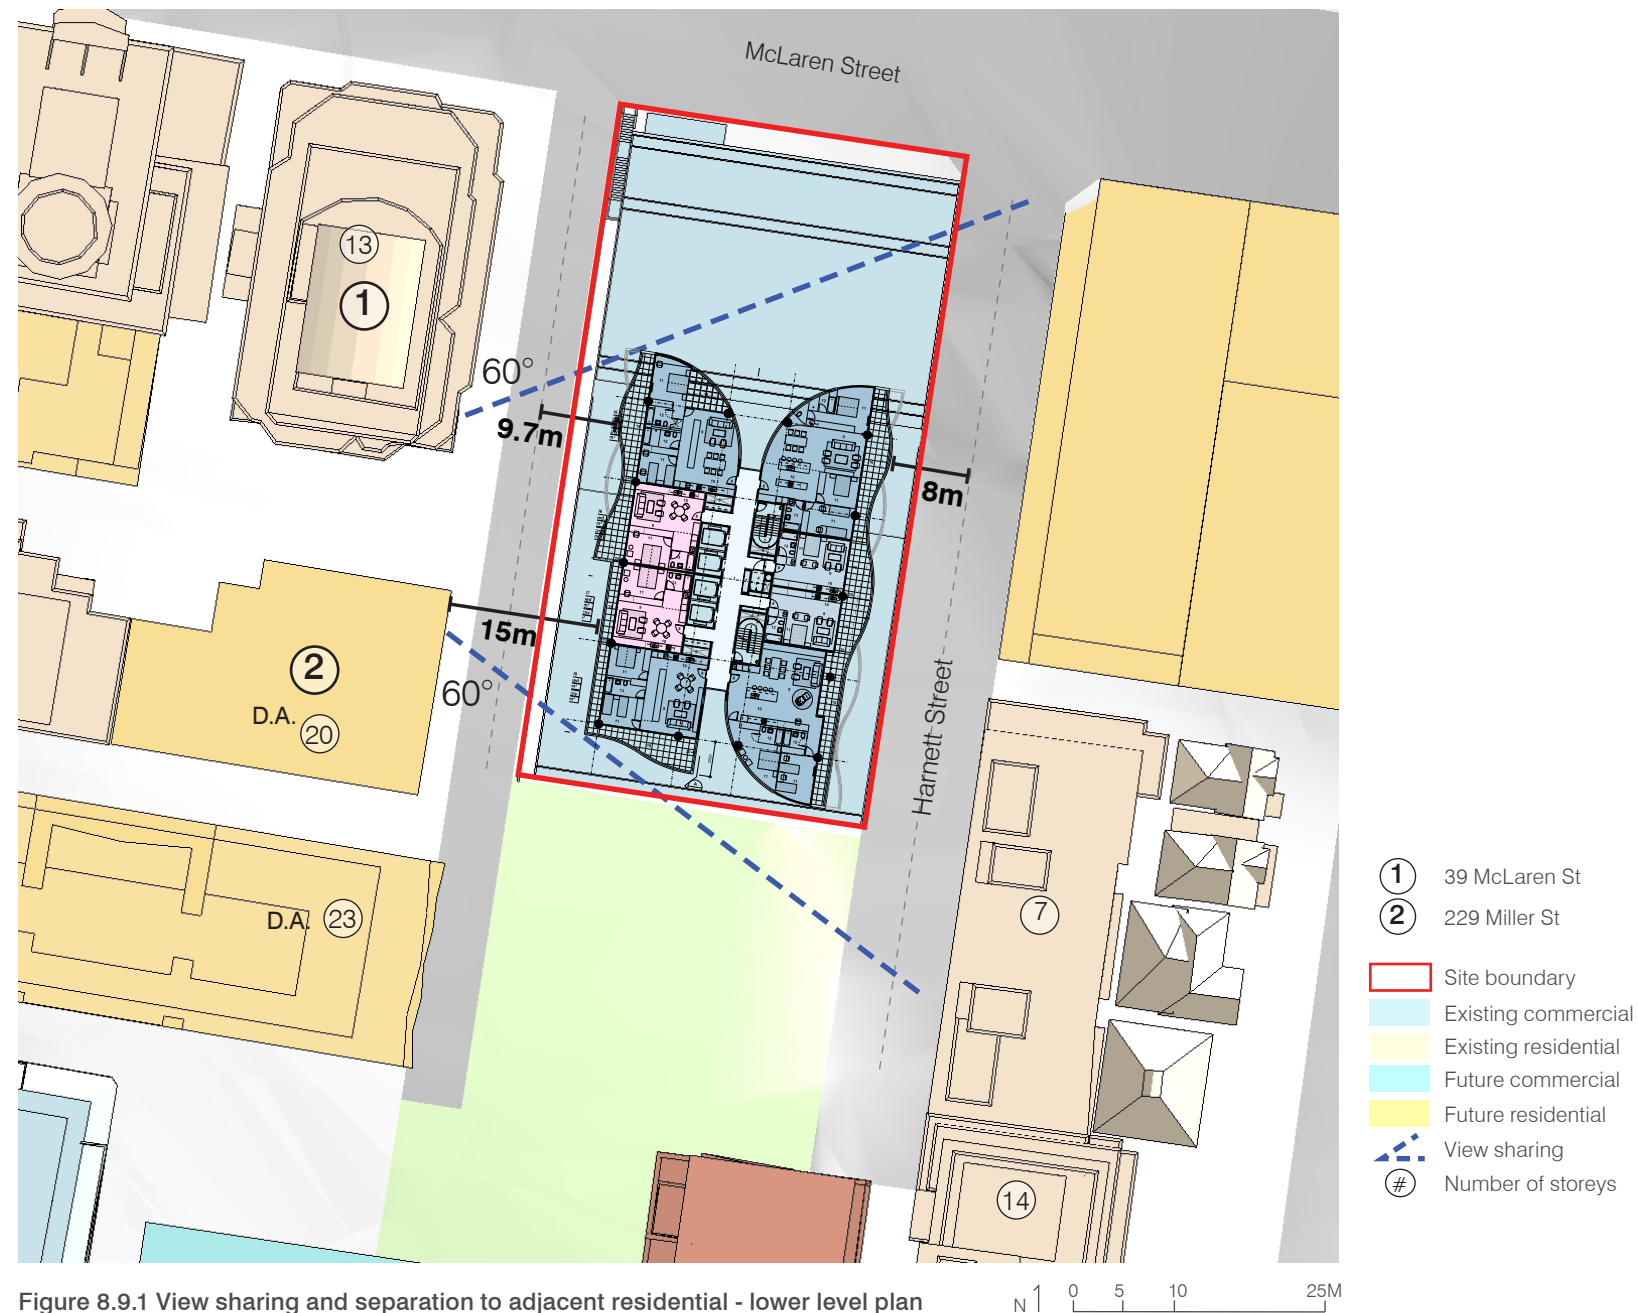 McLaren Street
13
1
60°
9.7m
8m
15m
2
60°
D.A.
20
Harnett Street
D.A.
23
7
14
1 39 McLaren St
2 229 Miller St
Site boundary
Existing commercial
Existing residential
Future commercial
Future residential
View sharing
# Number of storeys
Figure 8.9.1 View sharing and separation to adjacent residential - lower level plan
N 0 5 10 25M